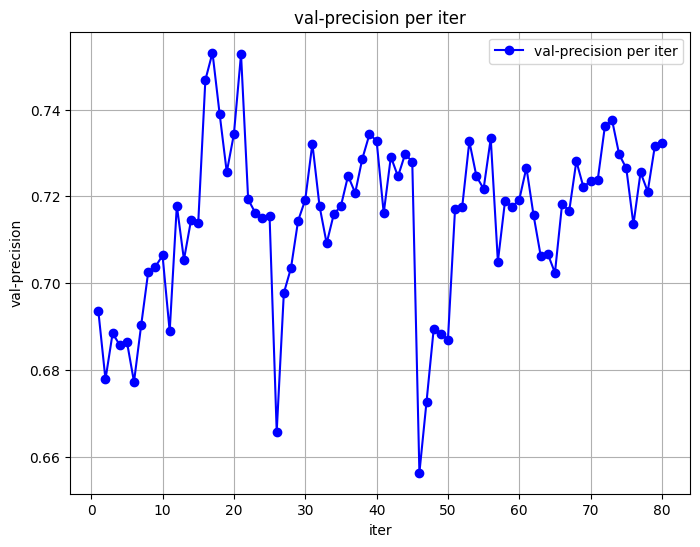 val-precision per iter
val-precision per iter
0.74
0.72
0.70
0.68
0.66
val-precision
0 10 20 30 40 50 60 70 80
iter